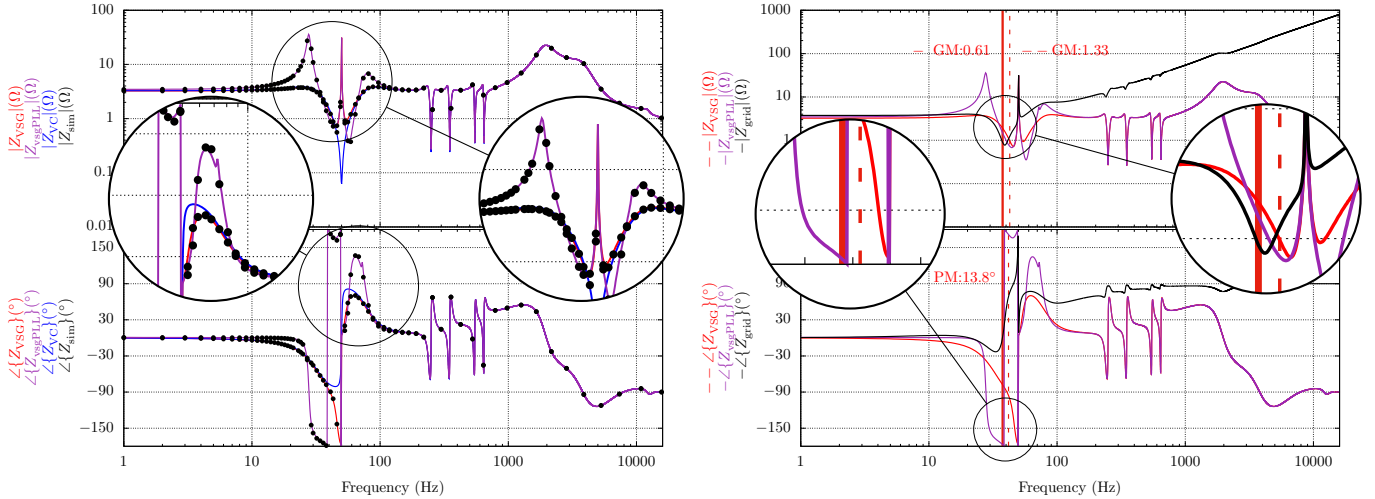 100
10
1
0.1
0.01
|Z_VSG|(Ω)
|Z_vsgPLL|(Ω)
|Z_VC|(Ω)
|Z_sim|(Ω)
150
90
30
−30
−90
−150
∠{Z_VSG}(°)
∠{Z_vsgPLL}(°)
∠{Z_VC}(°)
∠{Z_sim}(°)
1 10 100 1000 10000
Frequency (Hz)
1000
100
10
1
− − |Z_VSG|(Ω)
−|Z_vsgPLL|(Ω)
−|Z_grid|(Ω)
− GM:0.61
− − GM:1.33
PM:13.8°
90
30
−30
−90
−150
− − ∠{Z_VSG}(°)
−∠{Z_vsgPLL}(°)
−∠{Z_grid}(°)
1 10 100 1000 10000
Frequency (Hz)